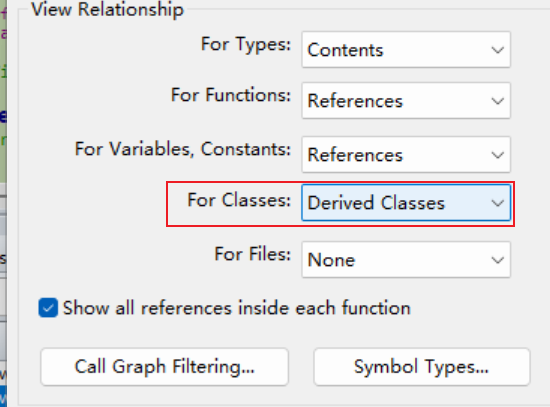 View Relationship
For Types: Contents
For Functions: References
For Variables, Constants: References
For Classes: Derived Classes
For Files: None
Show all references inside each function
Call Graph Filtering... Symbol Types...